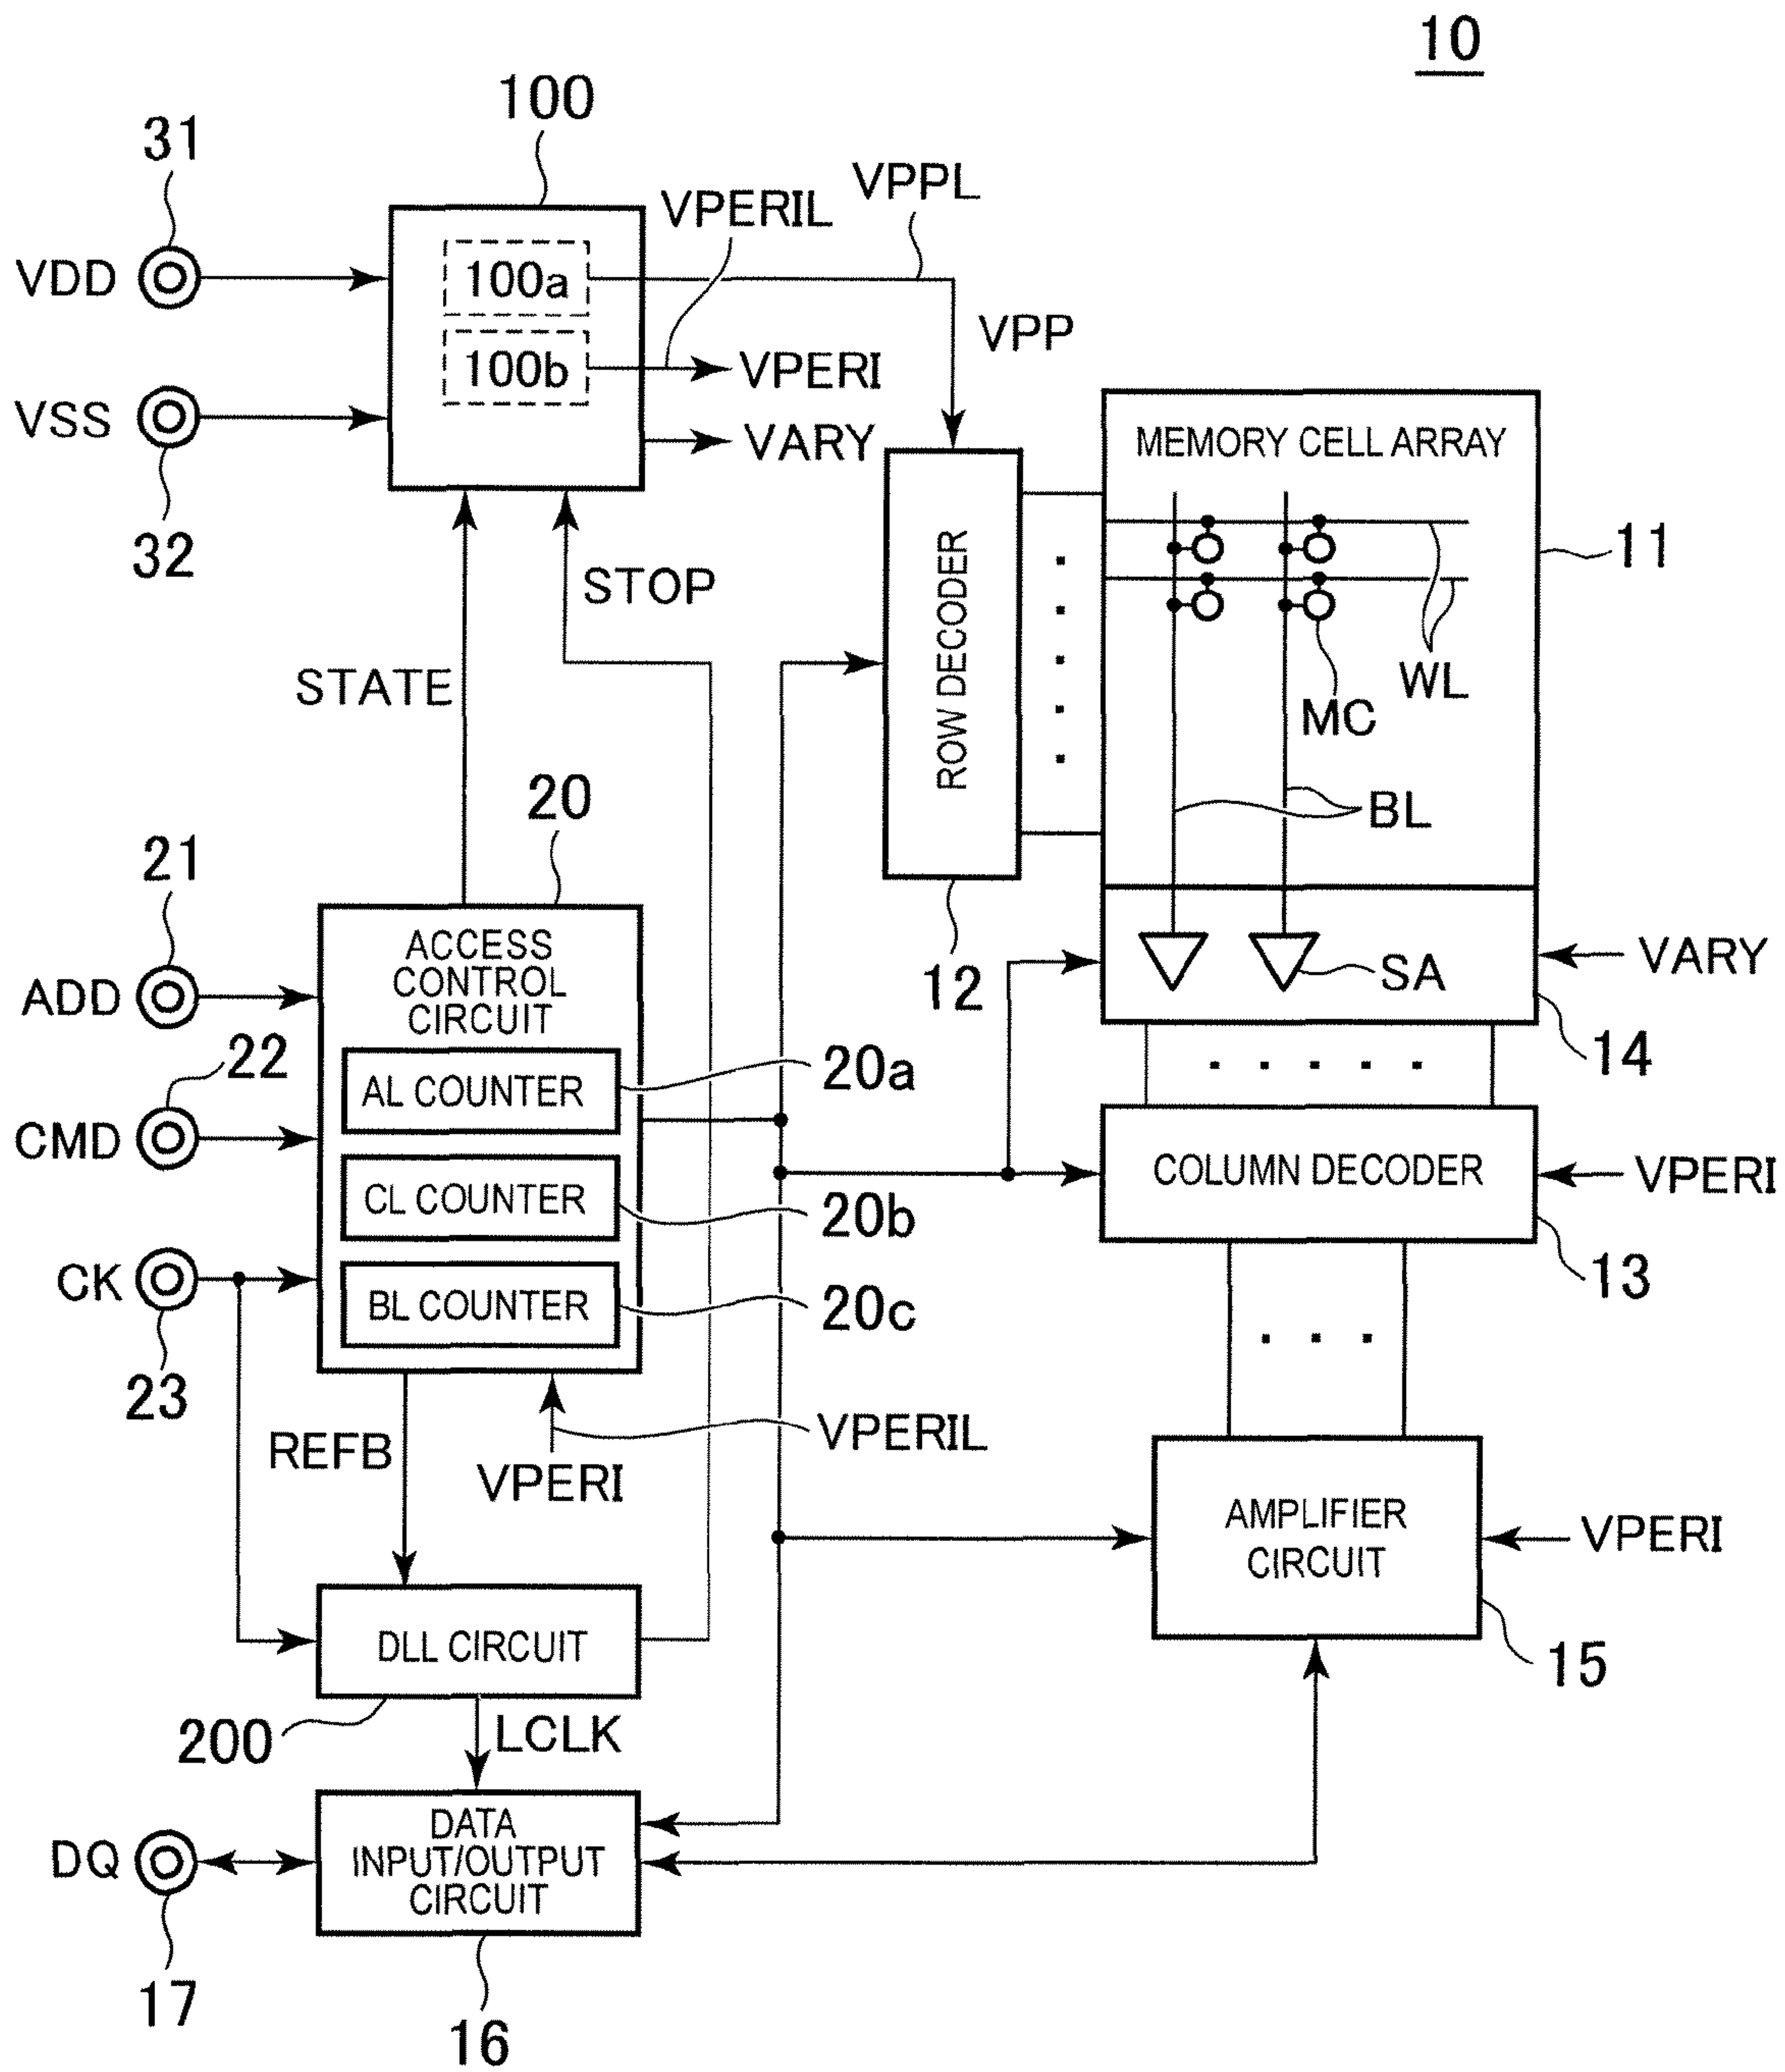 10
100
31
VPPL
VPERIL
VDD
100a
VPP
100b
VPERI
VSS
VARY
MEMORY CELL ARRAY
32
11
STOP
ROW DECODER
STATE
WL
MC
20
BL
21
ACCESS
CONTROL
CIRCUIT
12
SA
VARY
ADD
22
14
AL COUNTER
20a
CMD
COLUMN DECODER
VPERI
CL COUNTER
20b
CK
13
BL COUNTER
20c
23
REFB
VPERIL
VPERI
AMPLIFIER
CIRCUIT
VPERI
DLL CIRCUIT
15
200
LCLK
DATA
INPUT/OUTPUT
CIRCUIT
DQ
17
16